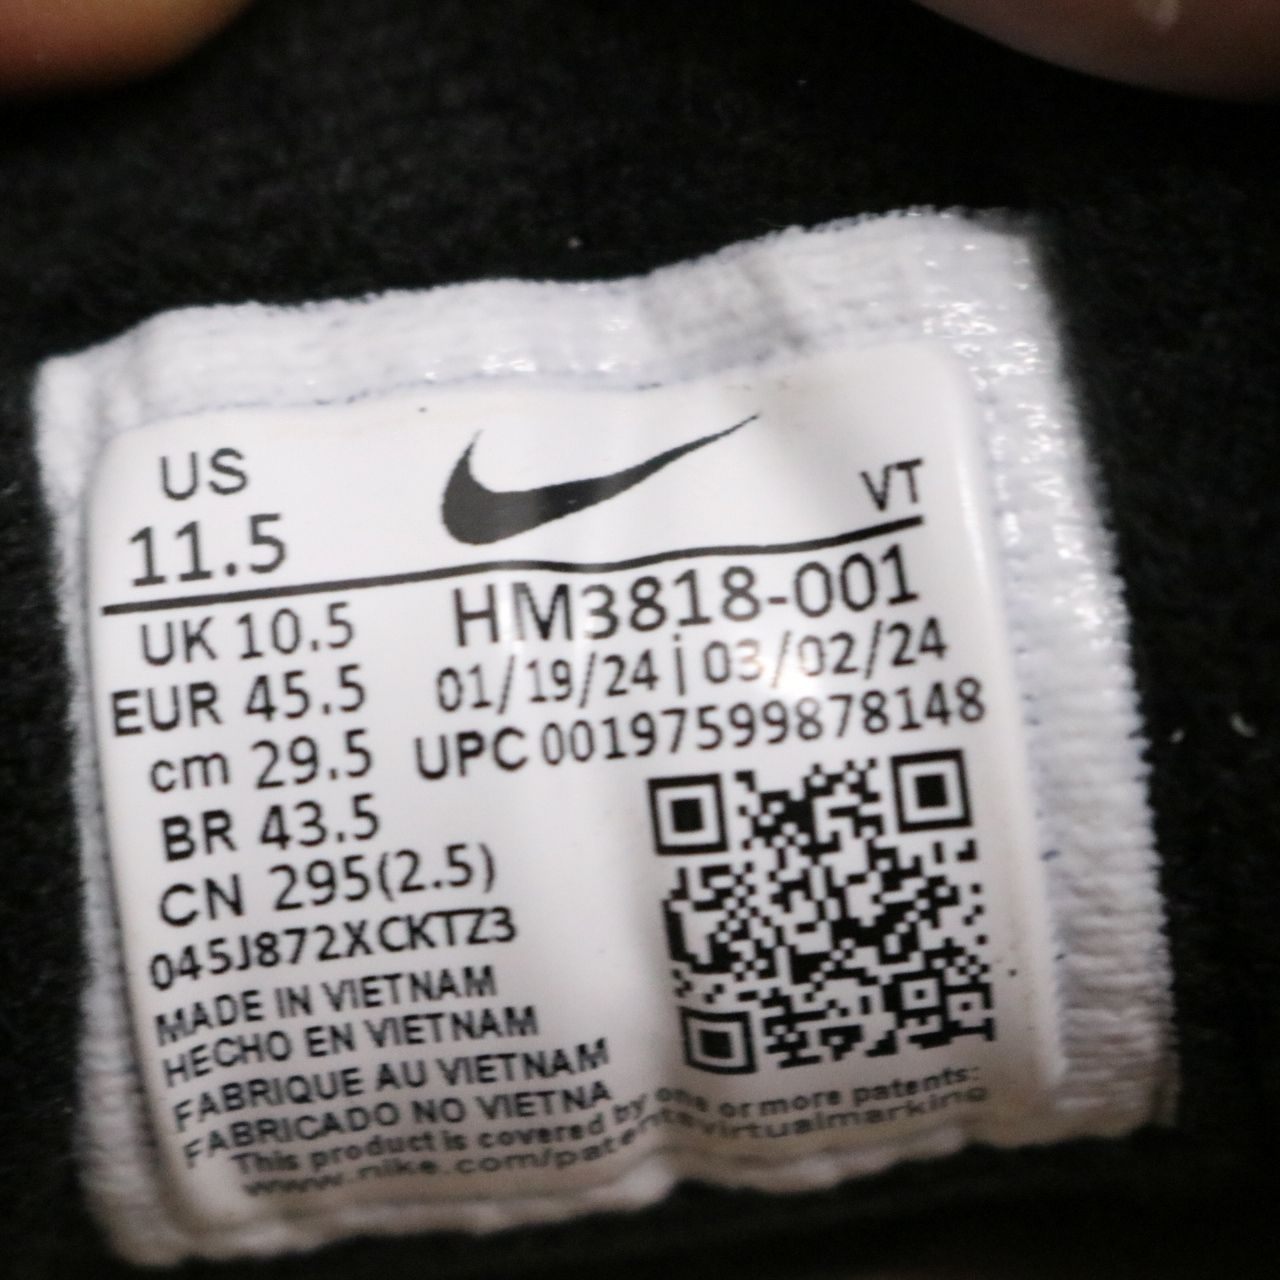 US
11.5
VT
UK 10.5
HM3818-001
EUR 45.5
01/19/24 | 03/02/24
cm 29.5
UPC 00197599878148
BR 43.5
CN 295(2.5)
045J872XCKTZ3
MADE IN VIETNAM
HECHO EN VIETNAM
FABRIQUE AU VIETNAM
FABRICADO NO VIETNA
This product is covered by one or more patents:
www.nike.com/patentsvirtualmarking